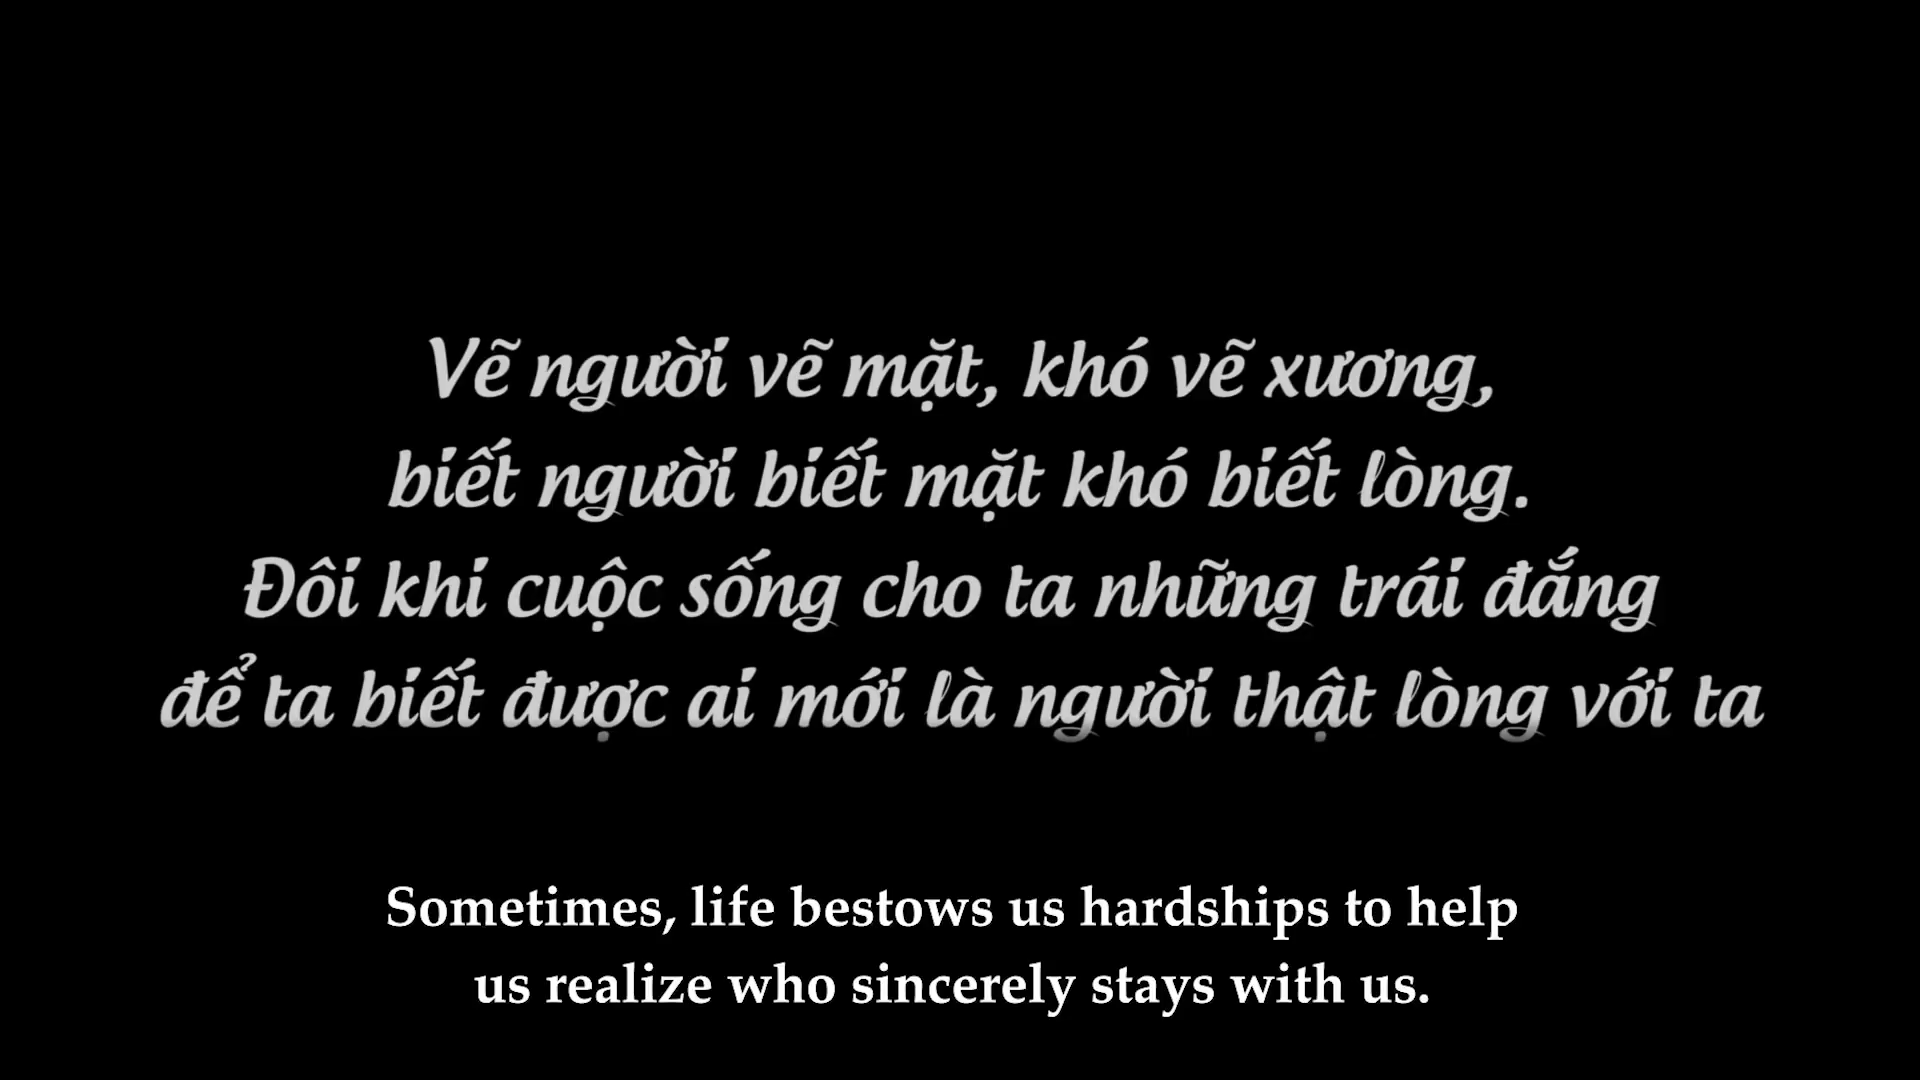 Vẽ người vẽ mặt, khó vẽ xương,
biết người biết mặt khó biết lòng.
Đôi khi cuộc sống cho ta những trái đắng
để ta biết được ai mới là người thật lòng với ta
Sometimes, life bestows us hardships to help
us realize who sincerely stays with us.